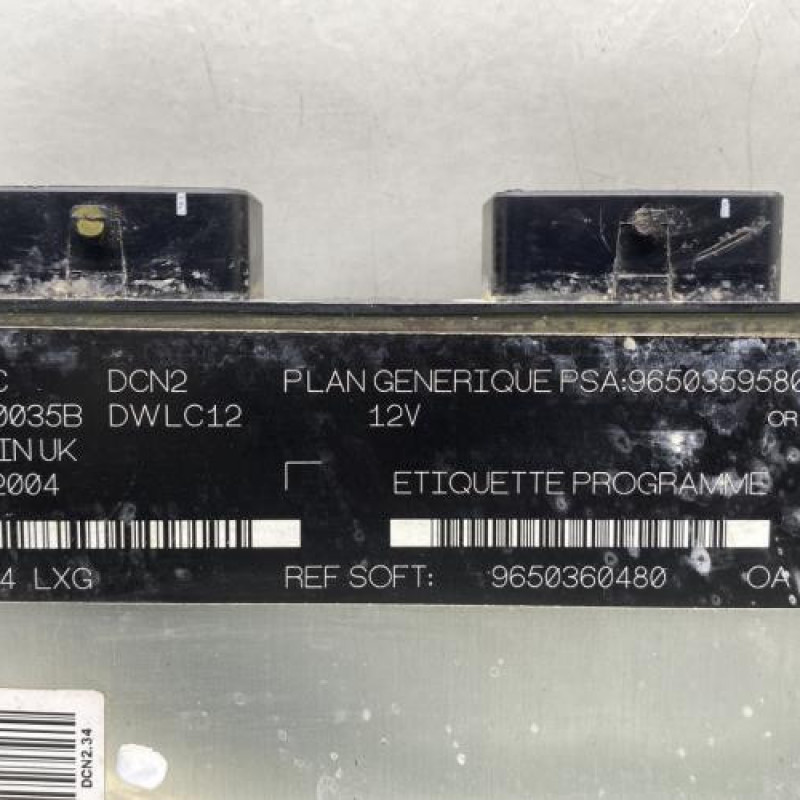 C DCN2 PLAN GENERIQUE PSA:9650359580
0035B DWLC12 12V OR
IN UK
2004 ETIQUETTE PROGRAMME
4 LXG REF SOFT: 9650360480 OA
DCN2.34